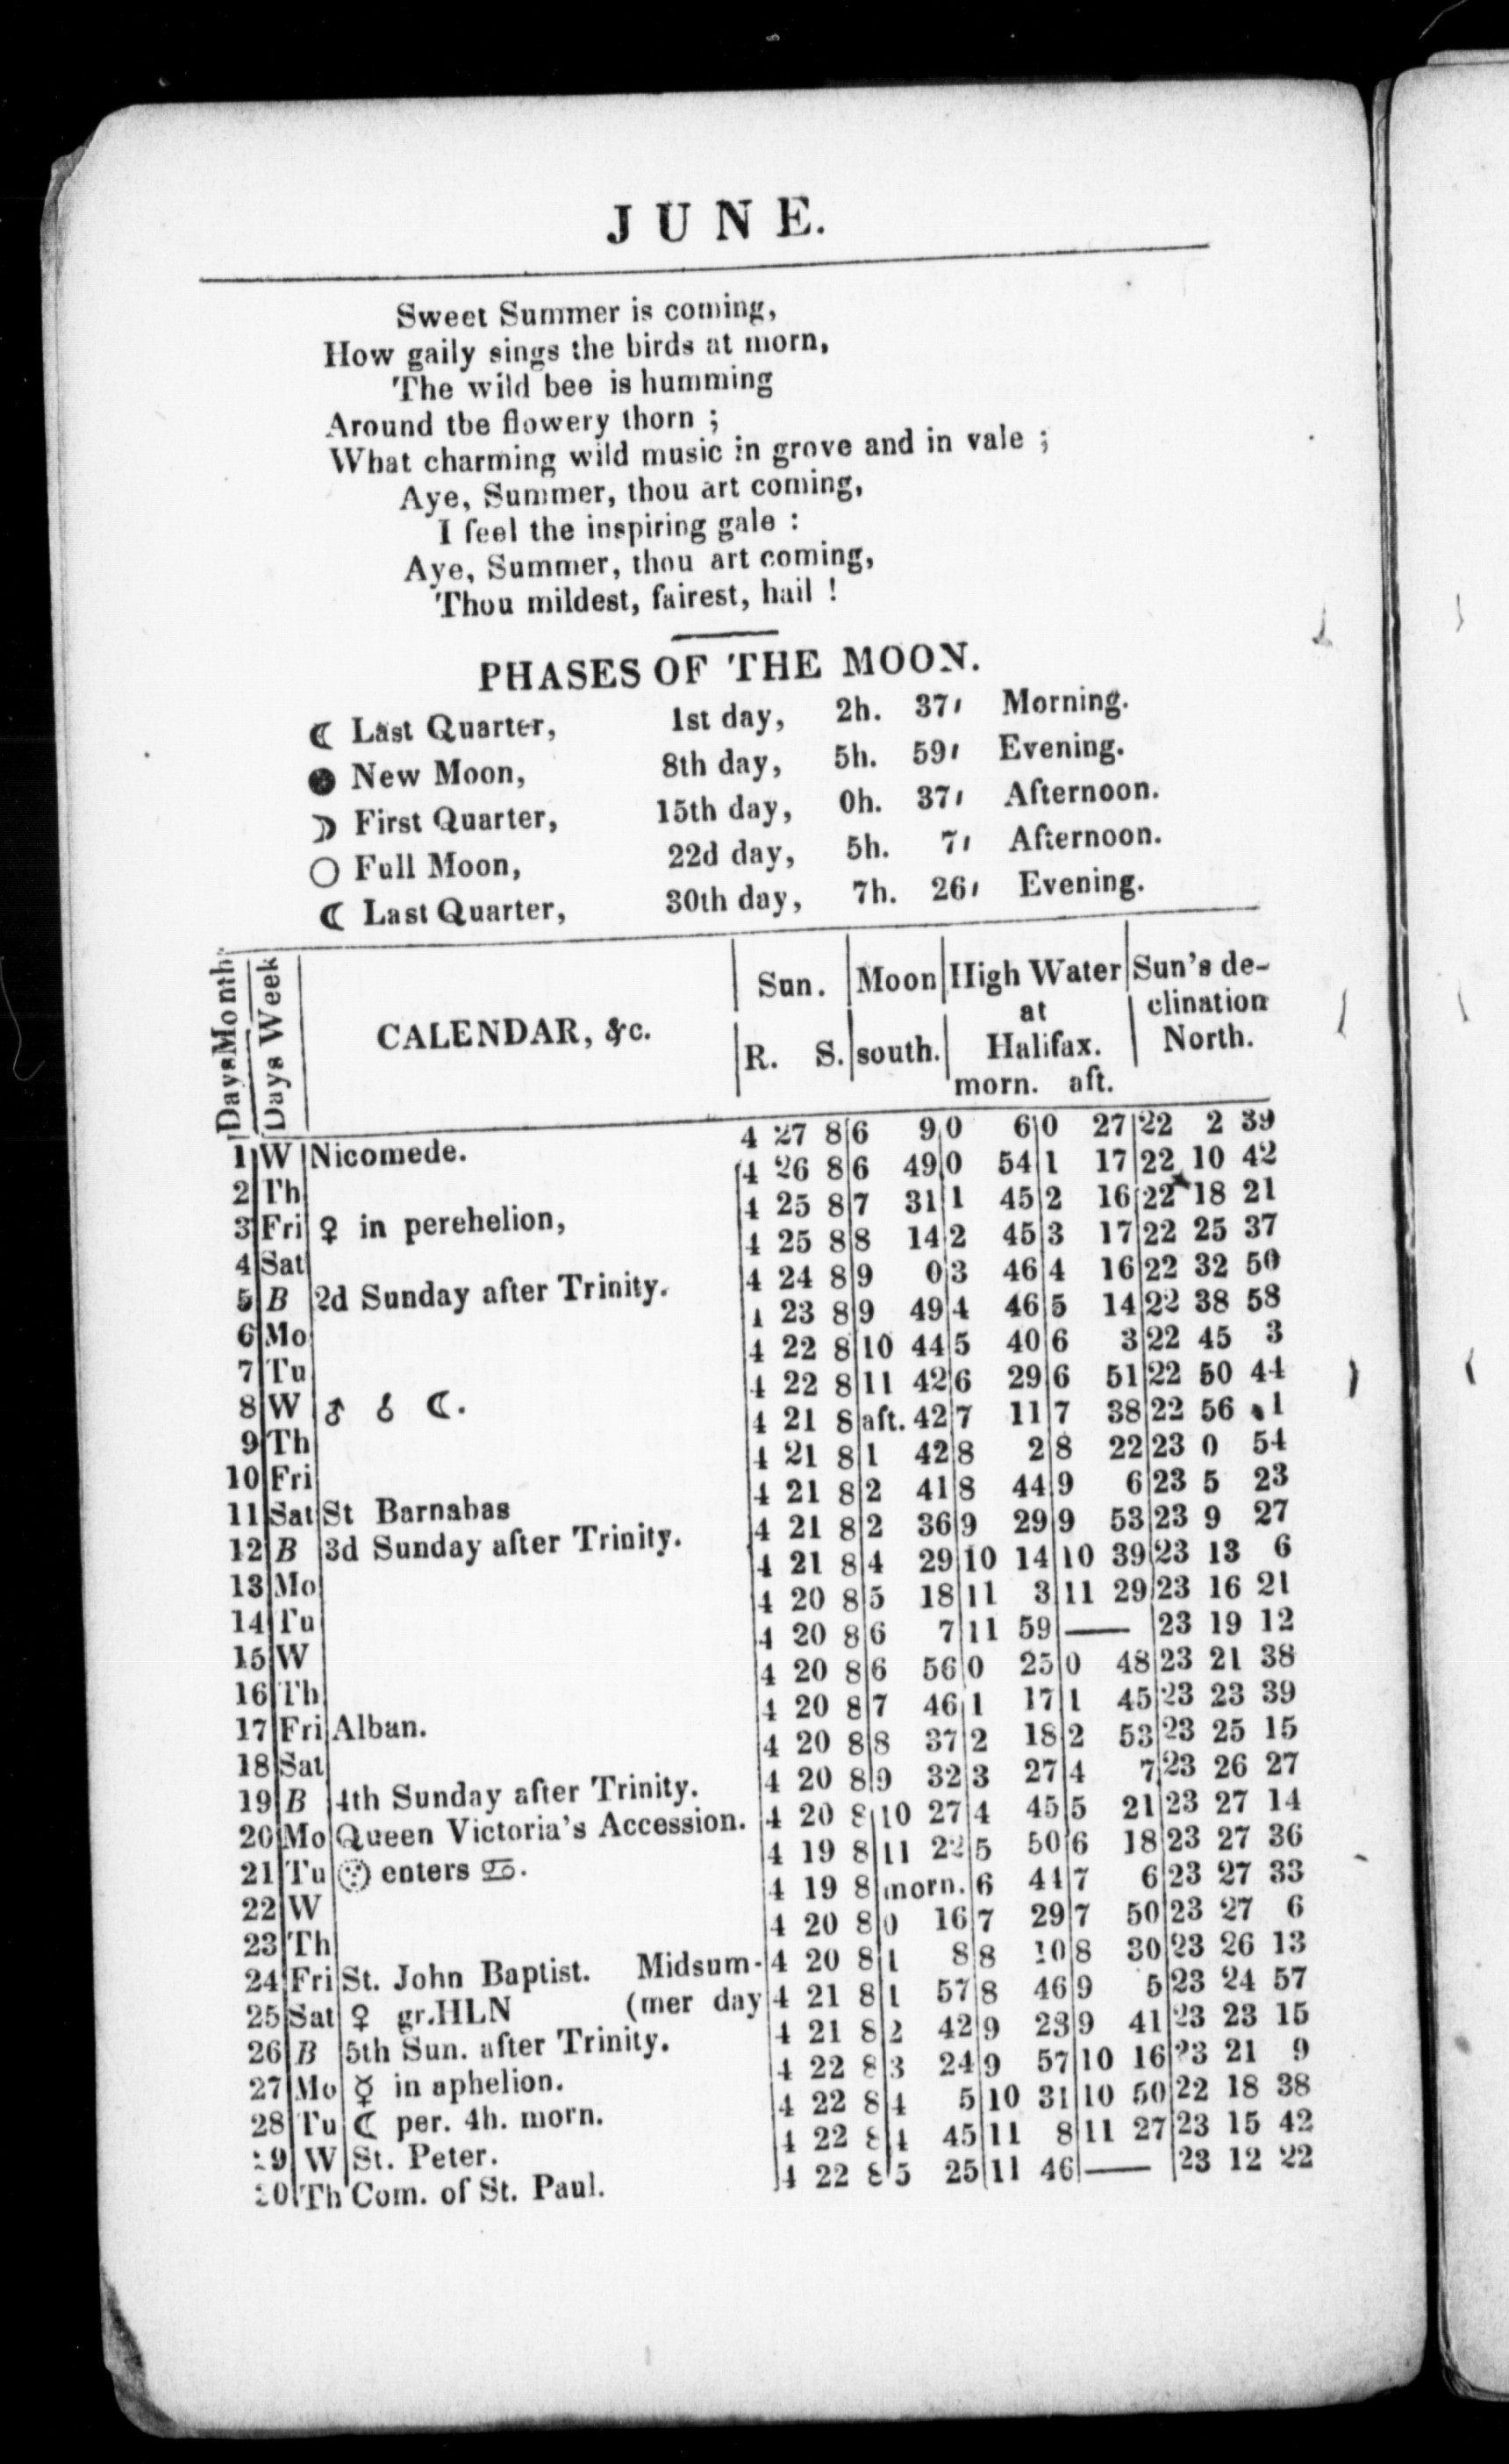 JUNE.
Sweet Summer is coming,
How gaily sings the birds at morn,
The wild bee is humming
Around tbe flowery thorn ;
What charming wild music in grove and in vale ;
Aye, Summer, thou art coming,
I feel the inspiring gale :
Aye, Summer, thou art coming,
Thou mildest, fairest, hail !
PHASES OF THE MOON.
☾ Last Quarter, 1st day, 2h. 37′ Morning.
● New Moon, 8th day, 5h. 59′ Evening.
☽ First Quarter, 15th day, 0h. 37′ Afternoon.
○ Full Moon, 22d day, 5h. 7′ Afternoon.
☾ Last Quarter, 30th day, 7h. 26′ Evening.
Days Month Days Week CALENDAR, &c. Sun. R. S. Moon south. High Water at Halifax. morn. aft. Sun's declination North.
1 W Nicomede. 4 27 8 6 9 0 6 0 27 22 2 39
2 Th 4 26 8 6 49 0 54 1 17 22 10 42
3 Fri ♀ in perehelion, 4 25 8 7 31 1 45 2 16 22 18 21
4 Sat 4 25 8 8 14 2 45 3 17 22 25 37
5 B 2d Sunday after Trinity. 4 24 8 9 0 3 46 4 16 22 32 50
6 Mo 4 23 8 9 49 4 46 5 14 22 38 58
7 Tu 4 22 8 10 44 5 40 6 3 22 45 3
8 W ♂ ☌ ☾. 4 22 8 11 42 6 29 6 51 22 50 44
9 Th 4 21 8 aft. 42 7 11 7 38 22 56 1
10 Fri 4 21 8 1 42 8 2 8 22 23 0 54
11 Sat St Barnabas 4 21 8 2 41 8 44 9 6 23 5 23
12 B 3d Sunday after Trinity. 4 21 8 2 36 9 29 9 53 23 9 27
13 Mo 4 21 8 4 29 10 14 10 39 23 13 6
14 Tu 4 20 8 5 18 11 3 11 29 23 16 21
15 W 4 20 8 6 7 11 59 —— 23 19 12
16 Th 4 20 8 6 56 0 25 0 48 23 21 38
17 Fri Alban. 4 20 8 7 46 1 17 1 45 23 23 39
18 Sat 4 20 8 8 37 2 18 2 53 23 25 15
19 B 4th Sunday after Trinity. 4 20 8 9 32 3 27 4 7 23 26 27
20 Mo Queen Victoria's Accession. 4 20 8 10 27 4 45 5 21 23 27 14
21 Tu ☉ enters ♋. 4 19 8 11 22 5 50 6 18 23 27 36
22 W 4 19 8 morn. 6 44 7 6 23 27 33
23 Th 4 20 8 0 16 7 29 7 50 23 27 6
24 Fri St. John Baptist. Midsum- 4 20 8 1 8 8 10 8 30 23 26 13
25 Sat ♀ gr.HLN (mer day 4 21 8 1 57 8 46 9 5 23 24 57
26 B 5th Sun. after Trinity. 4 21 8 2 42 9 23 9 41 23 23 15
27 Mo ☿ in aphelion. 4 22 8 3 24 9 57 10 16 23 21 9
28 Tu ☾ per. 4h. morn. 4 22 8 4 5 10 31 10 50 22 18 38
29 W St. Peter. 4 22 8 4 45 11 8 11 27 23 15 42
30 Th Com. of St. Paul. 4 22 8 5 25 11 46 —— 23 12 22